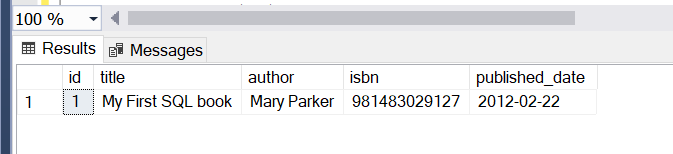 100 %
Results Messages
id title author isbn published_date
1 1 My First SQL book Mary Parker 981483029127 2012-02-22